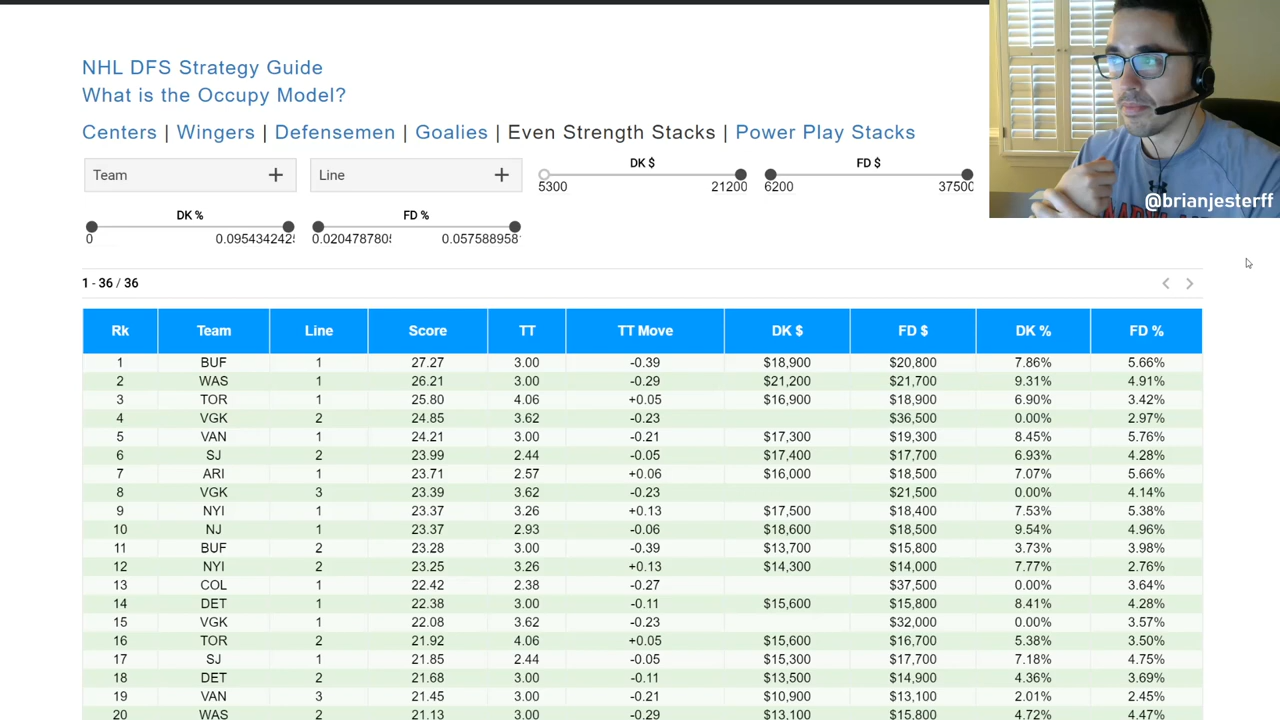 NHL DFS Strategy Guide
What is the Occupy Model?
Centers | Wingers | Defensemen | Goalies | Even Strength Stacks | Power Play Stacks
Team + Line + DK $ FD $
5300 21200 6200 37500
DK % FD %
0 0.095434242 0.020478780 0.057588958
@brianjesterff
1 - 36 / 36
Rk Team Line Score TT TT Move DK $ FD $ DK % FD %
1 BUF 1 27.27 3.00 -0.39 $18,900 $20,800 7.86% 5.66%
2 WAS 1 26.21 3.00 -0.29 $21,200 $21,700 9.31% 4.91%
3 TOR 1 25.80 4.06 +0.05 $16,900 $18,900 6.90% 3.42%
4 VGK 2 24.85 3.62 -0.23 $36,500 0.00% 2.97%
5 VAN 1 24.21 3.00 -0.21 $17,300 $19,300 8.45% 5.76%
6 SJ 2 23.99 2.44 -0.05 $17,400 $17,700 6.93% 4.28%
7 ARI 1 23.71 2.57 +0.06 $16,000 $18,500 7.07% 5.66%
8 VGK 3 23.39 3.62 -0.23 $21,500 0.00% 4.14%
9 NYI 1 23.37 3.26 +0.13 $17,500 $18,400 7.53% 5.38%
10 NJ 1 23.37 2.93 -0.06 $18,600 $18,500 9.54% 4.96%
11 BUF 2 23.28 3.00 -0.39 $13,700 $15,800 3.73% 3.98%
12 NYI 2 23.25 3.26 +0.13 $14,300 $14,000 7.77% 2.76%
13 COL 1 22.42 2.38 -0.27 $37,500 0.00% 3.64%
14 DET 1 22.38 3.00 -0.11 $15,600 $15,800 8.41% 4.28%
15 VGK 1 22.08 3.62 -0.23 $32,000 0.00% 3.57%
16 TOR 2 21.92 4.06 +0.05 $15,600 $16,700 5.38% 3.50%
17 SJ 1 21.85 2.44 -0.05 $15,300 $17,700 7.18% 4.75%
18 DET 2 21.68 3.00 -0.11 $13,500 $14,900 4.36% 3.69%
19 VAN 3 21.45 3.00 -0.21 $10,900 $13,100 2.01% 2.45%
20 WAS 2 21.13 3.00 -0.29 $13,100 $15,800 4.72% 4.47%